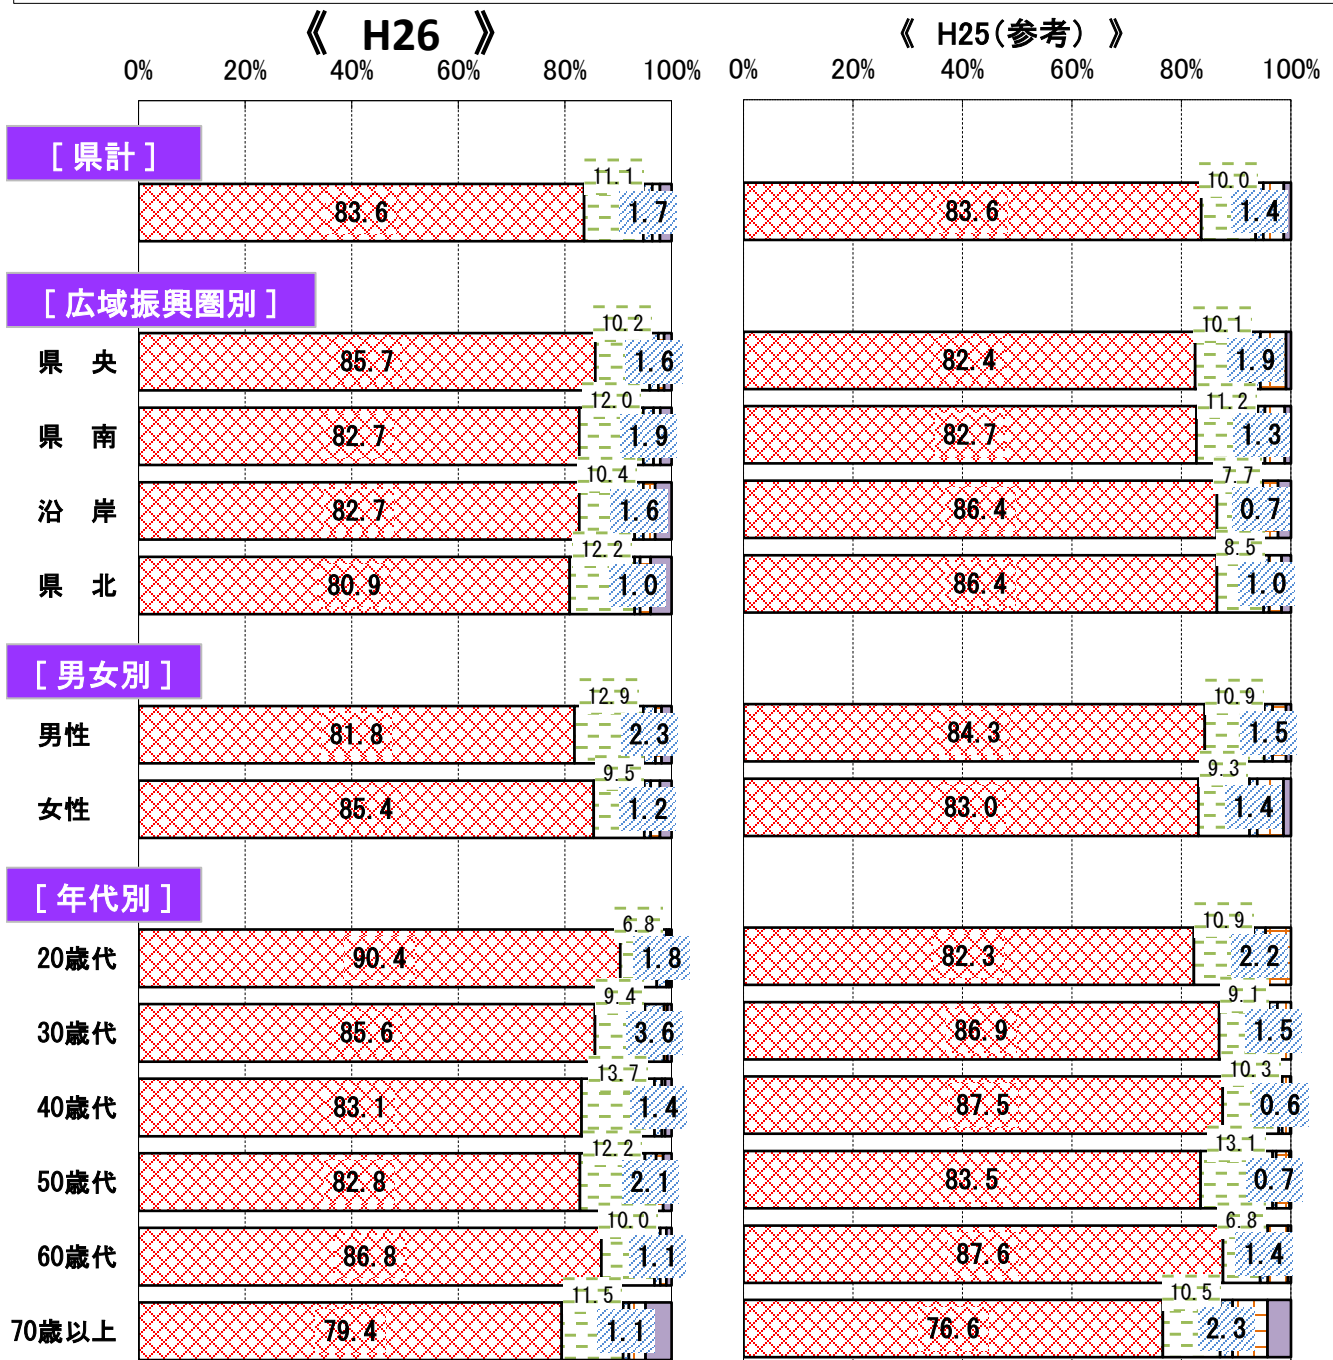 《 H26 》 《 H25(参考) 》
0% 20% 40% 60% 80% 100% 0% 20% 40% 60% 80% 100%
[ 県計 ]
11.1 10.0
83.6 1.7 83.6 1.4
[ 広域振興圏別 ]
10.2 10.1
県 央 85.7 1.6 82.4 1.9
12.0 11.2
県 南 82.7 1.9 82.7 1.3
10.4 7.7
沿 岸 82.7 1.6 86.4 0.7
12.2 8.5
県 北 80.9 1.0 86.4 1.0
[ 男女別 ]
12.9 10.9
男性 81.8 2.3 84.3 1.5
9.5 9.3
女性 85.4 1.2 83.0 1.4
[ 年代別 ]
6.8 10.9
20歳代 90.4 1.8 82.3 2.2
9.4 9.1
30歳代 85.6 3.6 86.9 1.5
13.7 10.3
40歳代 83.1 1.4 87.5 0.6
12.2 13.1
50歳代 82.8 2.1 83.5 0.7
10.0 6.8
60歳代 86.8 1.1 87.6 1.4
11.5 10.5
70歳以上 79.4 1.1 76.6 2.3